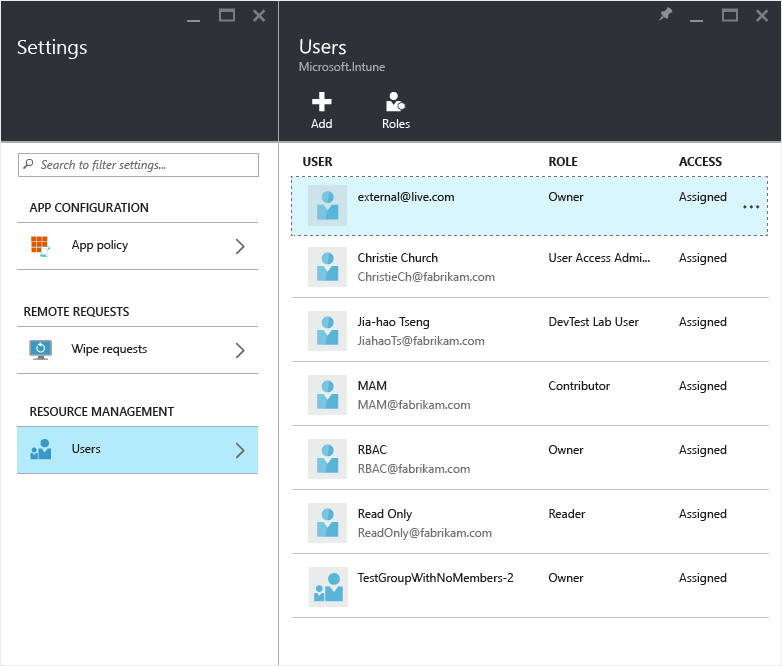 Settings
Search to filter settings...
APP CONFIGURATION
App policy
REMOTE REQUESTS
Wipe requests
RESOURCE MANAGEMENT
Users
Users
Microsoft.Intune
Add Roles
USER ROLE ACCESS
external@live.com Owner Assigned ...
Christie Church User Access Admi... Assigned
ChristieCh@fabrikam.com
Jia-hao Tseng DevTest Lab User Assigned
JiahaoTs@fabrikam.com
MAM Contributor Assigned
MAM@fabrikam.com
RBAC Owner Assigned
RBAC@fabrikam.com
Read Only Reader Assigned
ReadOnly@fabrikam.com
TestGroupWithNoMembers-2 Owner Assigned